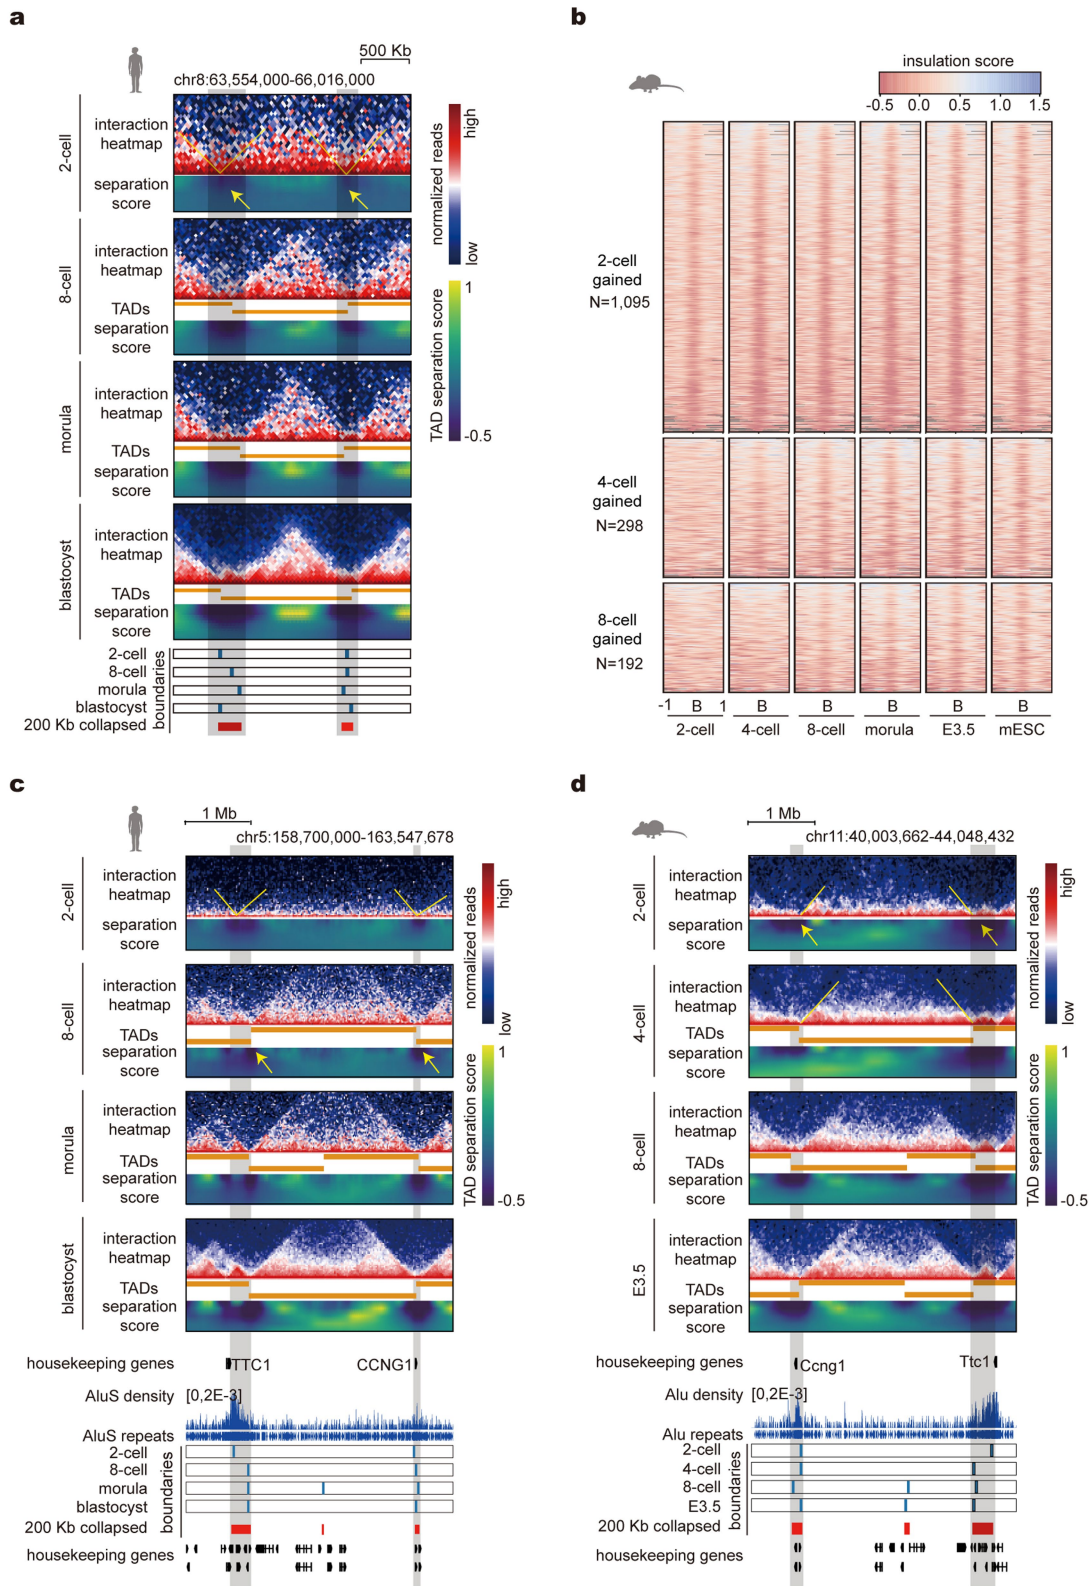 a
500 Kb
chr8:63,554,000-66,016,000
2-cell
interaction
heatmap
separation
score
8-cell
interaction
heatmap
TADs
separation
score
morula
interaction
heatmap
TADs
separation
score
blastocyst
interaction
heatmap
TADs
separation
score
normalized reads
high
low
TAD separation score
1
-0.5
boundaries
2-cell
8-cell
morula
blastocyst
200 Kb collapsed
b
insulation score
-0.5 0.0 0.5 1.0 1.5
2-cell
gained
N=1,095
4-cell
gained
N=298
8-cell
gained
N=192
-1 B 1 B B B B B
2-cell 4-cell 8-cell morula E3.5 mESC
c
1 Mb
chr5:158,700,000-163,547,678
2-cell
interaction
heatmap
separation
score
8-cell
interaction
heatmap
TADs
separation
score
morula
interaction
heatmap
TADs
separation
score
blastocyst
interaction
heatmap
TADs
separation
score
normalized reads
high
low
TAD separation score
1
-0.5
housekeeping genes
TTC1 CCNG1
AluS density [0,2E-3]
AluS repeats
boundaries
2-cell
8-cell
morula
blastocyst
200 Kb collapsed
housekeeping genes
d
1 Mb
chr11:40,003,662-44,048,432
2-cell
interaction
heatmap
separation
score
4-cell
interaction
heatmap
TADs
separation
score
8-cell
interaction
heatmap
TADs
separation
score
E3.5
interaction
heatmap
TADs
separation
score
normalized reads
high
low
TAD separation score
1
-0.5
housekeeping genes
Ccng1 Ttc1
Alu density [0,2E-3]
Alu repeats
boundaries
2-cell
4-cell
8-cell
E3.5
200 Kb collapsed
housekeeping genes